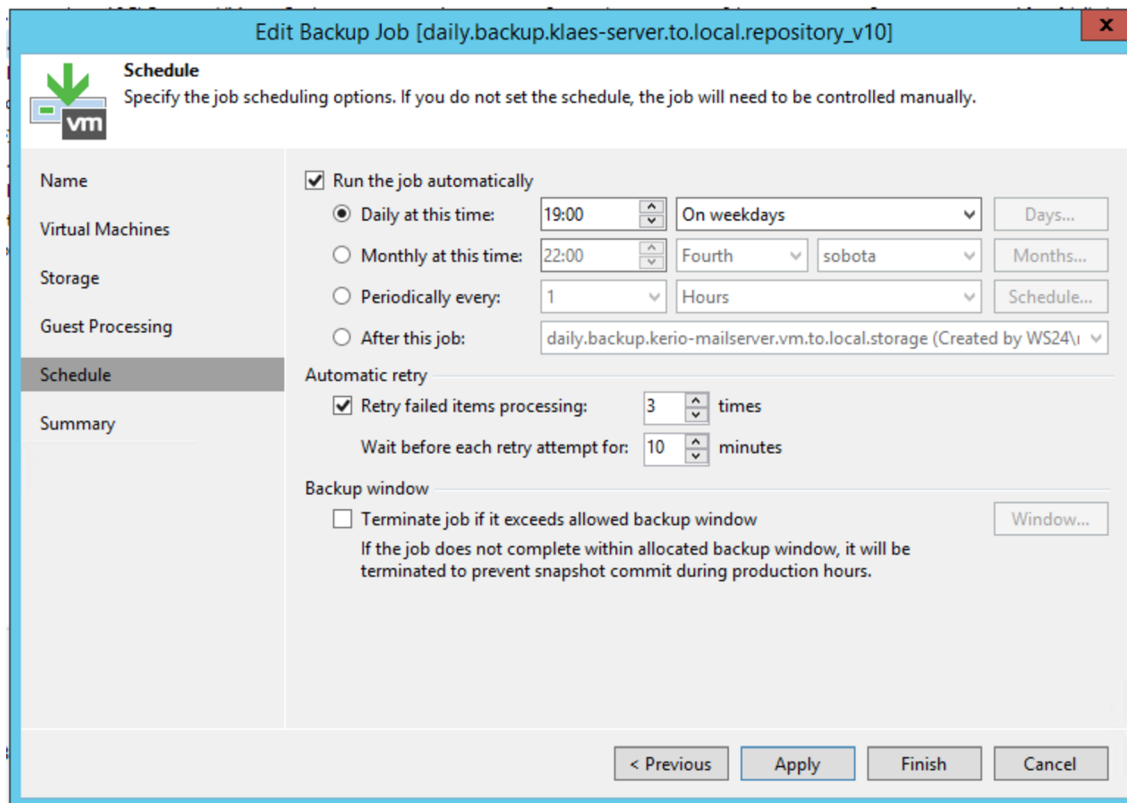 Edit Backup Job [daily.backup.klaes-server.to.local.repository_v10]
X
Schedule
Specify the job scheduling options. If you do not set the schedule, the job will need to be controlled manually.
vm
Name
Virtual Machines
Storage
Guest Processing
Schedule
Summary
Run the job automatically
Daily at this time: 19:00 On weekdays Days...
Monthly at this time: 22:00 Fourth sobota Months...
Periodically every: 1 Hours Schedule...
After this job: daily.backup.kerio-mailserver.vm.to.local.storage (Created by WS24\
Automatic retry
Retry failed items processing: 3 times
Wait before each retry attempt for: 10 minutes
Backup window
Terminate job if it exceeds allowed backup window Window...
If the job does not complete within allocated backup window, it will be
terminated to prevent snapshot commit during production hours.
< Previous Apply Finish Cancel